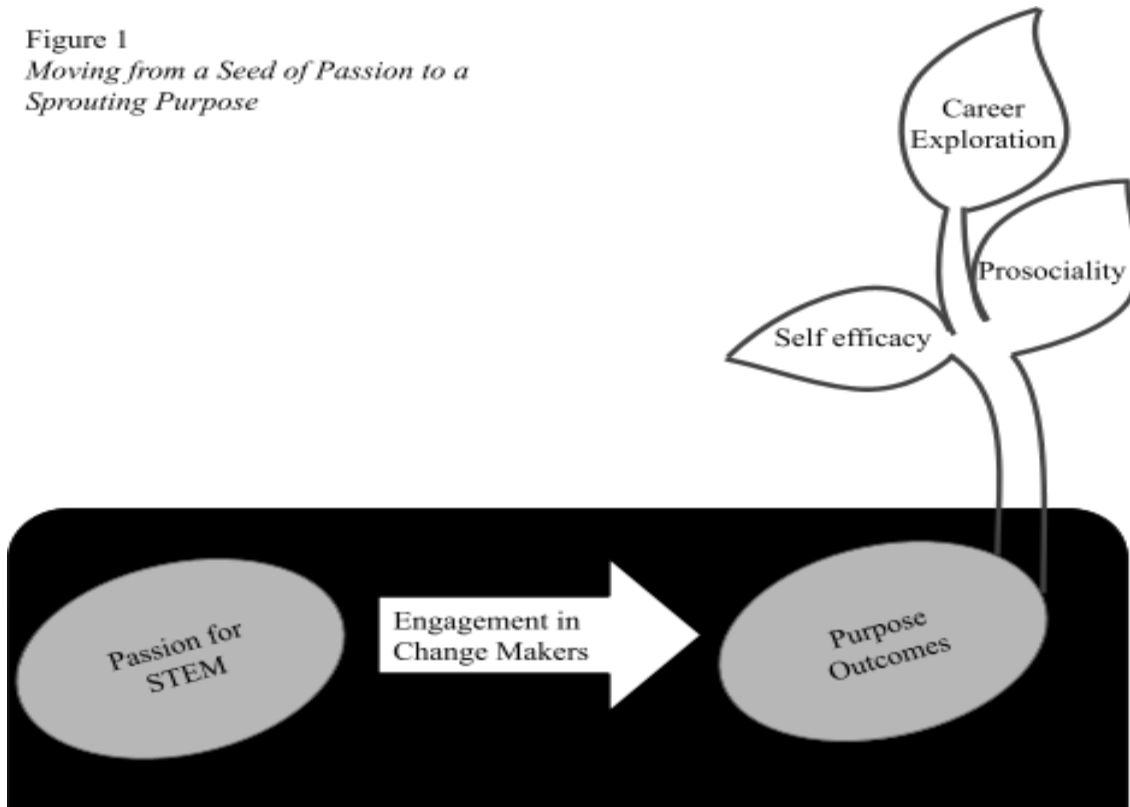 Figure 1
Moving from a Seed of Passion to a
Sprouting Purpose
Career
Exploration
Prosociality
Self efficacy
Passion for
STEM
Engagement in
Change Makers
Purpose
Outcomes